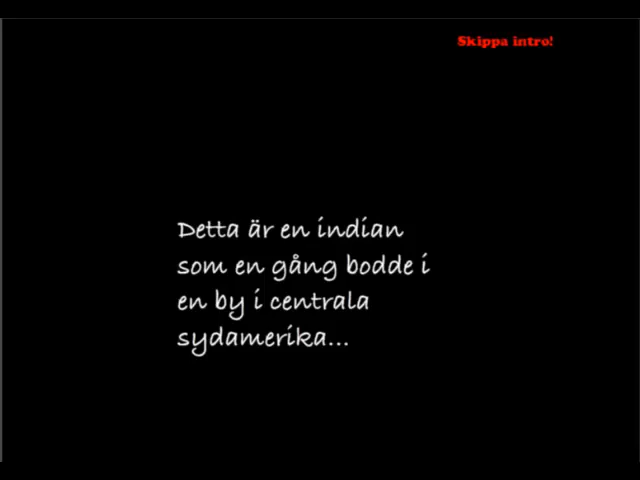 Skippa intro!
Detta är en indian
som en gång bodde i
en by i centrala
sydamerika...